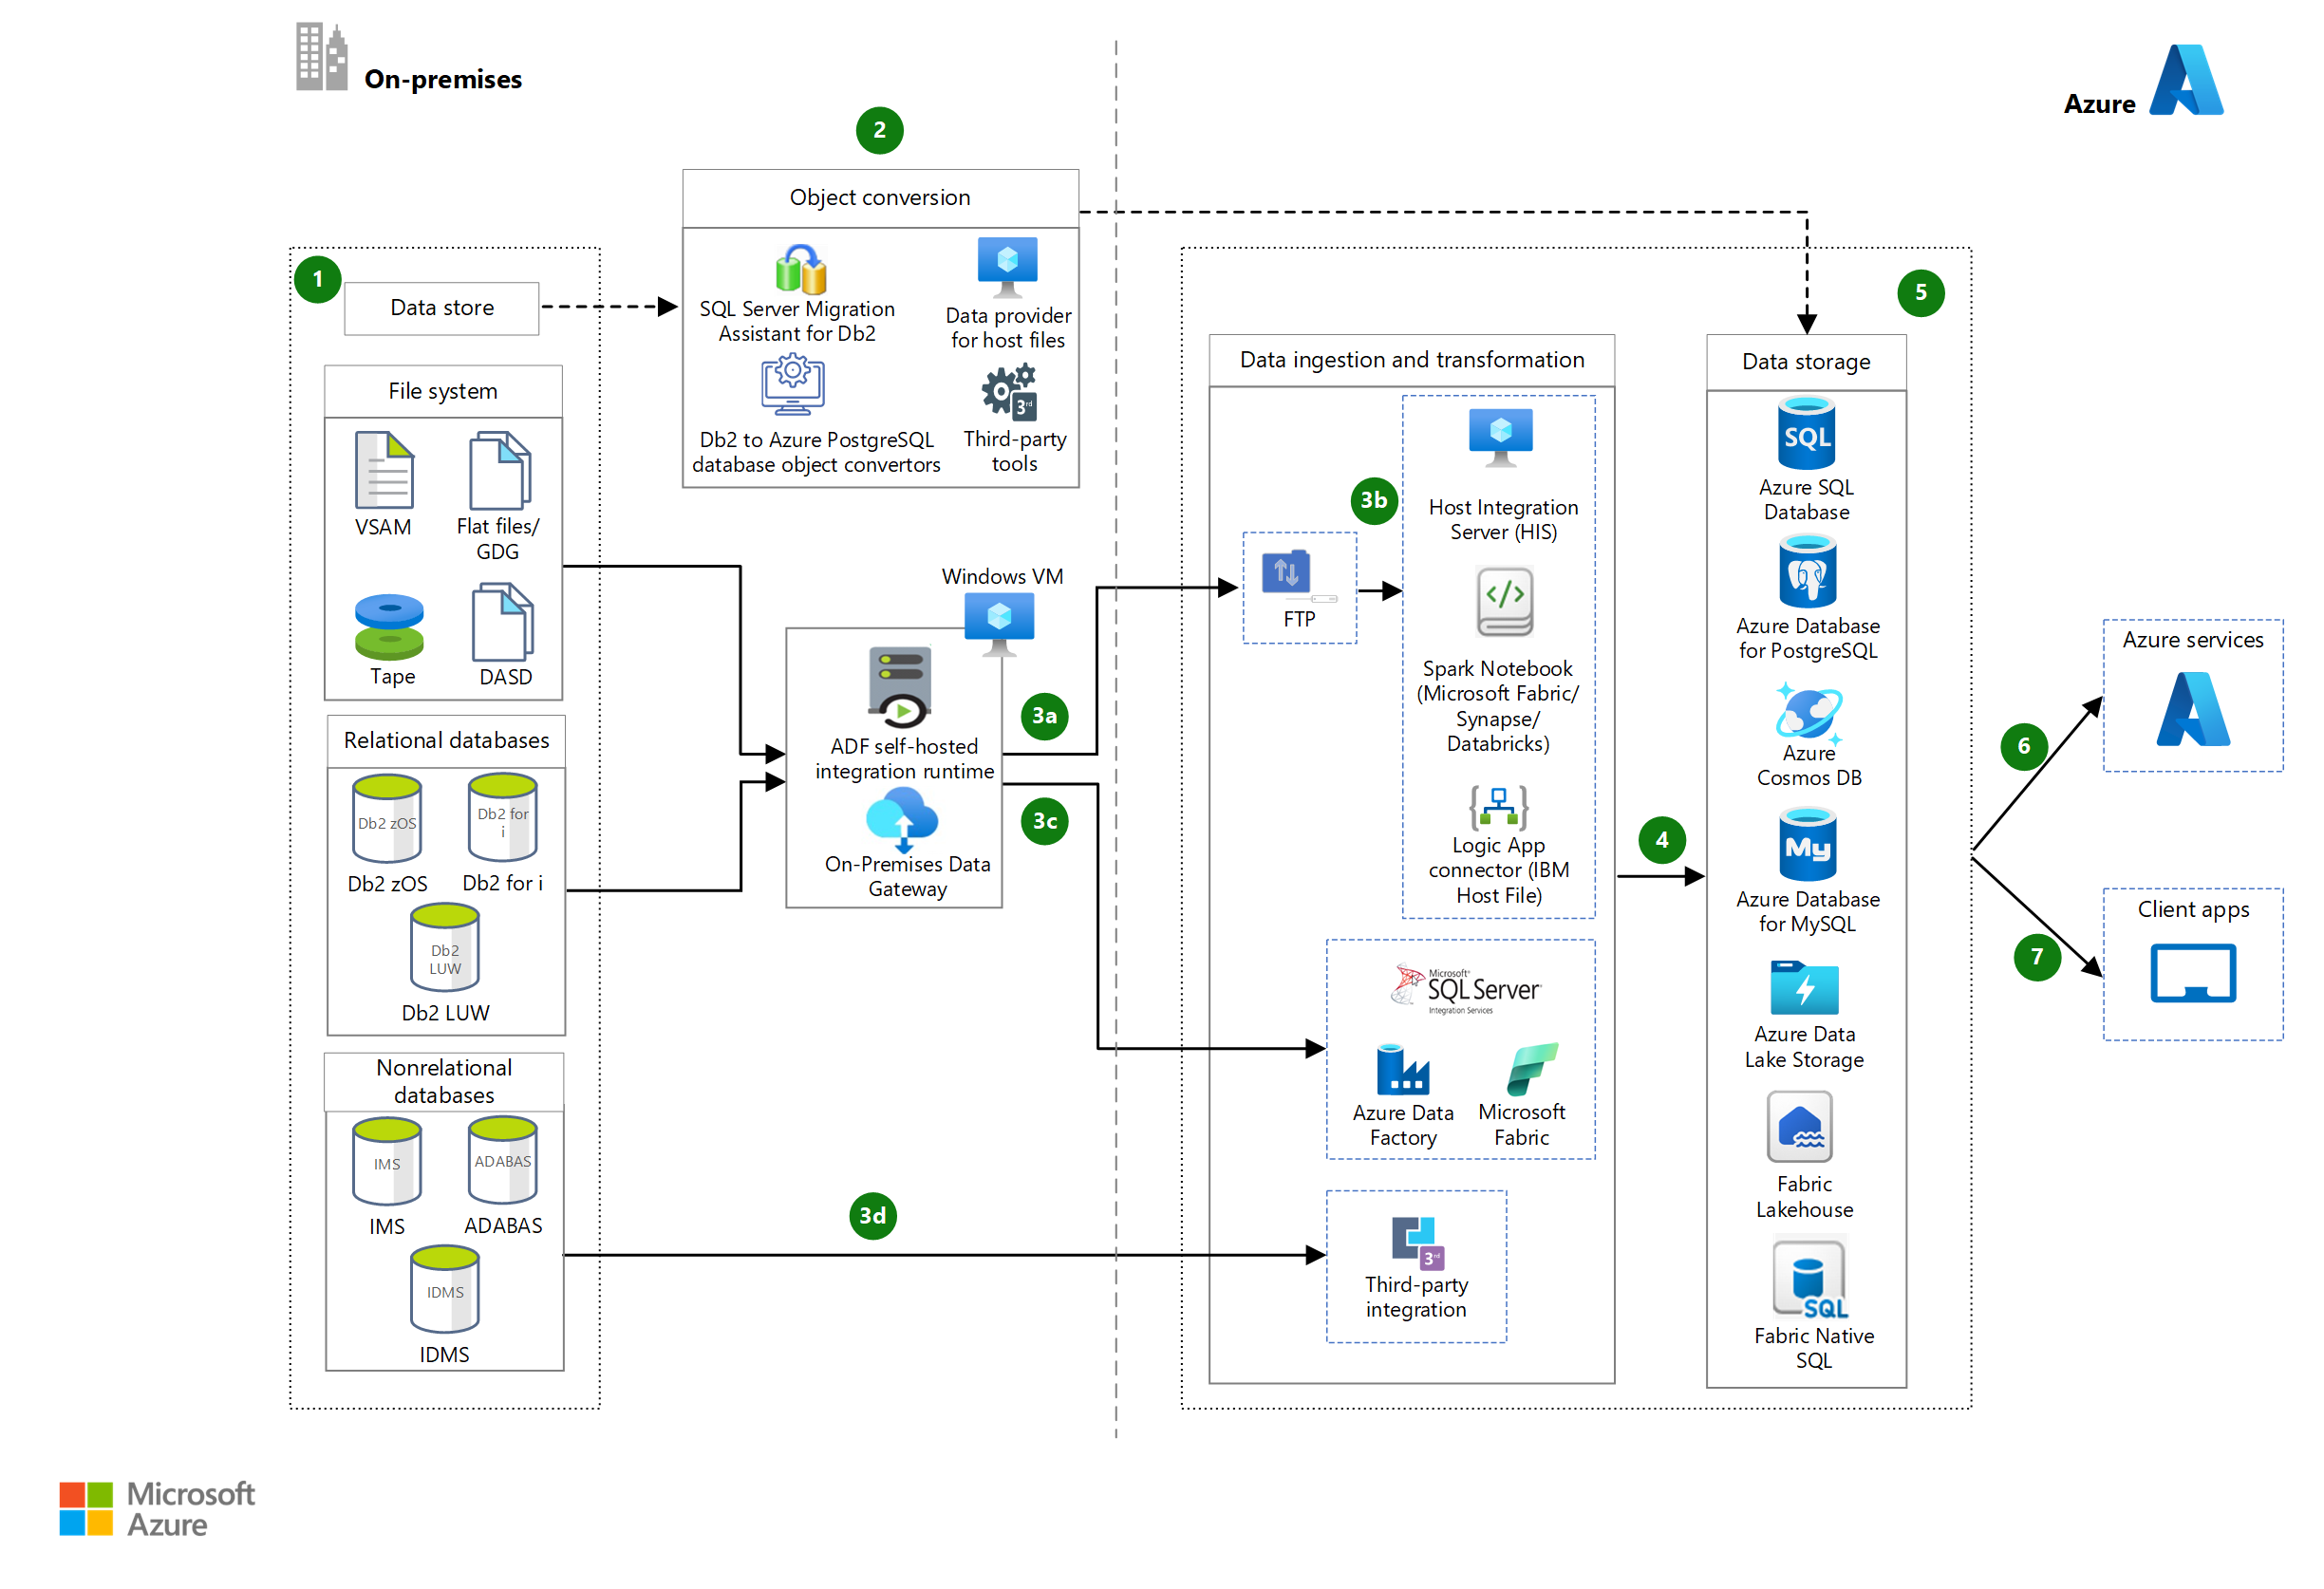 On-premises
Azure
2
Object conversion
SQL Server Migration
Assistant for Db2
Data provider
for host files
Db2 to Azure PostgreSQL
database object convertors
3rd
Third-party
tools
1
Data store
File system
VSAM
Flat files/
GDG
Tape
DASD
Relational databases
Db2 zOS
Db2 zOS
Db2 for
i
Db2 for i
Db2
LUW
Db2 LUW
Nonrelational
databases
IMS
IMS
ADABAS
ADABAS
IDMS
IDMS
Windows VM
ADF self-hosted
integration runtime
On-Premises Data
Gateway
3a
3c
3d
5
Data ingestion and transformation
3b
FTP
Host Integration
Server (HIS)
Spark Notebook
(Microsoft Fabric/
Synapse/
Databricks)
Logic App
connector (IBM
Host File)
Microsoft®
SQL Server®
Integration Services
Azure Data
Factory
Microsoft
Fabric
3rd
Third-party
integration
4
Data storage
SQL
Azure SQL
Database
Azure Database
for PostgreSQL
Azure
Cosmos DB
My
Azure Database
for MySQL
Azure Data
Lake Storage
Fabric
Lakehouse
SQL
Fabric Native
SQL
6
Azure services
7
Client apps
Microsoft
Azure